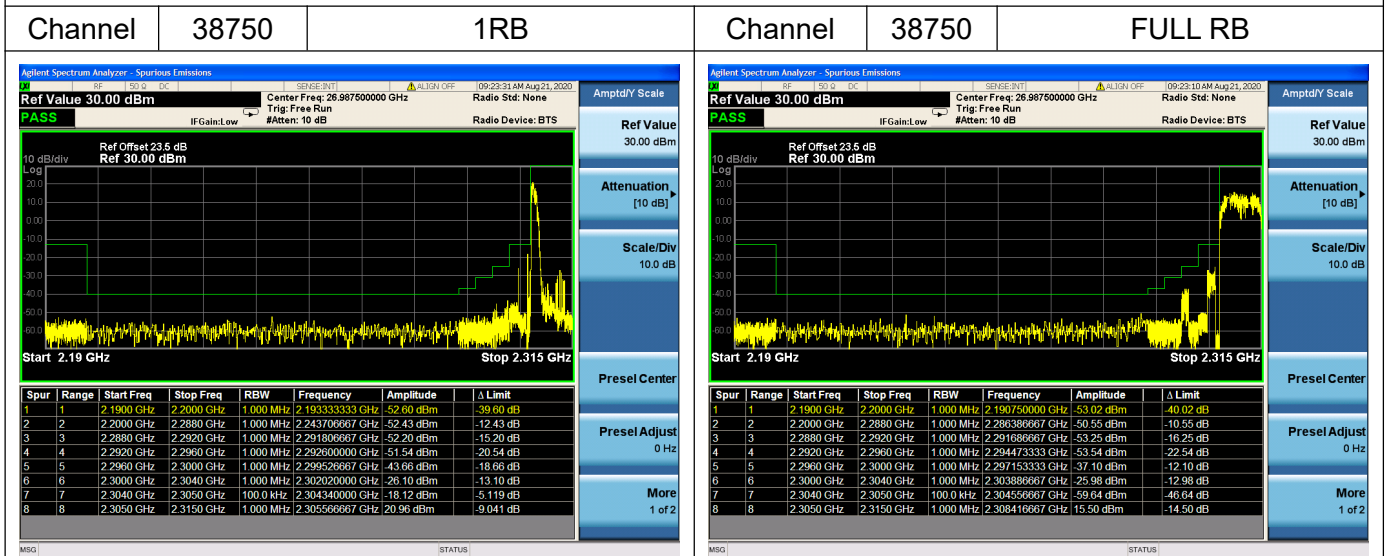 Channel 38750 1RB Channel 38750 FULL RB
Agilent Spectrum Analyzer - Spurious Emissions
RF 50 Ω DC SENSE:INT ALIGN OFF 09:23:31 AM Aug 21, 2020
Ref Value 30.00 dBm Center Freq: 26.987500000 GHz Radio Std: None
Trig: Free Run
PASS IFGain:Low #Atten: 10 dB Radio Device: BTS
Ref Offset 23.5 dB
10 dB/div Ref 30.00 dBm
Log
20.0
10.0
0.00
-10.0
-20.0
-30.0
-40.0
-50.0
-60.0
Start 2.19 GHz Stop 2.315 GHz
Spur Range Start Freq Stop Freq RBW Frequency Amplitude Δ Limit
1 1 2.1900 GHz 2.2000 GHz 1.000 MHz 2.193333333 GHz -52.60 dBm -39.60 dB
2 2 2.2000 GHz 2.2880 GHz 1.000 MHz 2.243706667 GHz -52.43 dBm -12.43 dB
3 3 2.2880 GHz 2.2920 GHz 1.000 MHz 2.291806667 GHz -52.20 dBm -15.20 dB
4 4 2.2920 GHz 2.2960 GHz 1.000 MHz 2.292600000 GHz -51.54 dBm -20.54 dB
5 5 2.2960 GHz 2.3000 GHz 1.000 MHz 2.299526667 GHz -43.66 dBm -18.66 dB
6 6 2.3000 GHz 2.3040 GHz 1.000 MHz 2.302020000 GHz -26.10 dBm -13.10 dB
7 7 2.3040 GHz 2.3050 GHz 100.0 kHz 2.304340000 GHz -18.12 dBm -5.119 dB
8 8 2.3050 GHz 2.3150 GHz 1.000 MHz 2.305566667 GHz 20.96 dBm -9.041 dB
MSG STATUS
Amptd/Y Scale
Ref Value
30.00 dBm
Attenuation
[10 dB]
Scale/Div
10.0 dB
Presel Center
Presel Adjust
0 Hz
More
1 of 2
Agilent Spectrum Analyzer - Spurious Emissions
RF 50 Ω DC SENSE:INT ALIGN OFF 09:23:10 AM Aug 21, 2020
Ref Value 30.00 dBm Center Freq: 26.987500000 GHz Radio Std: None
Trig: Free Run
PASS IFGain:Low #Atten: 10 dB Radio Device: BTS
Ref Offset 23.5 dB
10 dB/div Ref 30.00 dBm
Log
20.0
10.0
0.00
-10.0
-20.0
-30.0
-40.0
-50.0
-60.0
Start 2.19 GHz Stop 2.315 GHz
Spur Range Start Freq Stop Freq RBW Frequency Amplitude Δ Limit
1 1 2.1900 GHz 2.2000 GHz 1.000 MHz 2.190750000 GHz -53.02 dBm -40.02 dB
2 2 2.2000 GHz 2.2880 GHz 1.000 MHz 2.286386667 GHz -50.55 dBm -10.55 dB
3 3 2.2880 GHz 2.2920 GHz 1.000 MHz 2.291686667 GHz -53.25 dBm -16.25 dB
4 4 2.2920 GHz 2.2960 GHz 1.000 MHz 2.294473333 GHz -53.54 dBm -22.54 dB
5 5 2.2960 GHz 2.3000 GHz 1.000 MHz 2.297153333 GHz -37.10 dBm -12.10 dB
6 6 2.3000 GHz 2.3040 GHz 1.000 MHz 2.303886667 GHz -25.98 dBm -12.98 dB
7 7 2.3040 GHz 2.3050 GHz 100.0 kHz 2.304556667 GHz -59.64 dBm -46.64 dB
8 8 2.3050 GHz 2.3150 GHz 1.000 MHz 2.308416667 GHz 15.50 dBm -14.50 dB
MSG STATUS
Amptd/Y Scale
Ref Value
30.00 dBm
Attenuation
[10 dB]
Scale/Div
10.0 dB
Presel Center
Presel Adjust
0 Hz
More
1 of 2